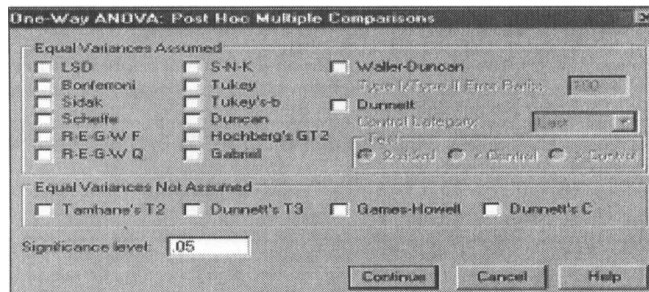 One-Way ANOVA: Post Hoc Multiple Comparisons
Equal Variances Assumed
LSD S-N-K Waller-Duncan
Bonferroni Tukey Type I/Type II Error Ratio: 100
Sidak Tukey's-b Dunnett
Scheffe Duncan Control Category: Last
R-E-G-W F Hochberg's GT2 Test
R-E-G-W Q Gabriel 2-sided < Control > Control
Equal Variances Not Assumed
Tamhane's T2 Dunnett's T3 Games-Howell Dunnett's C
Significance level: .05
Continue Cancel Help